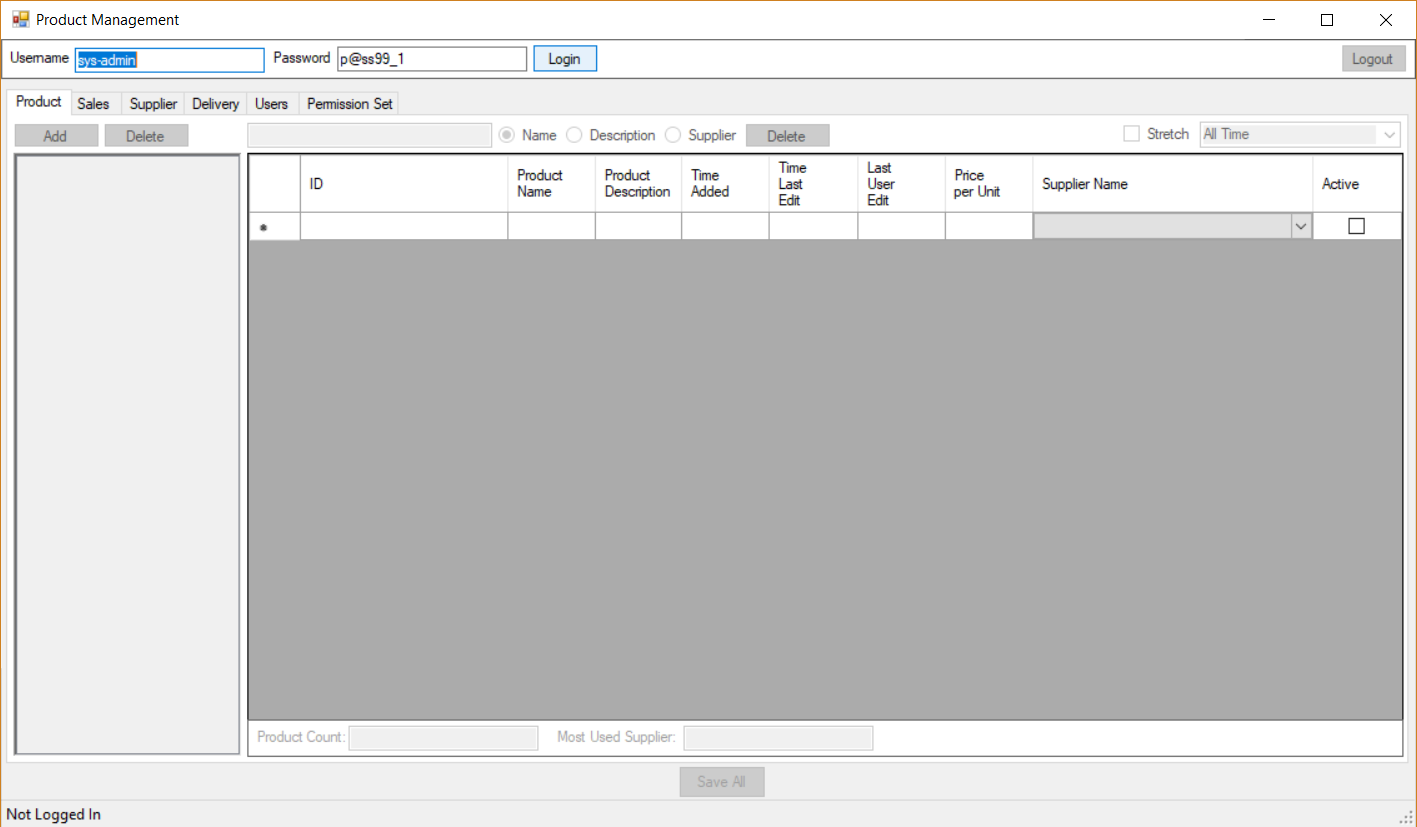 Product Management
Username sys-admin Password p@ss99_1 Login Logout
Product Sales Supplier Delivery Users Permission Set
Add Delete Name Description Supplier Delete Stretch All Time
ID Product Name Product Description Time Added Time Last Edit Last User Edit Price per Unit Supplier Name Active
Product Count: Most Used Supplier:
Save All
Not Logged In